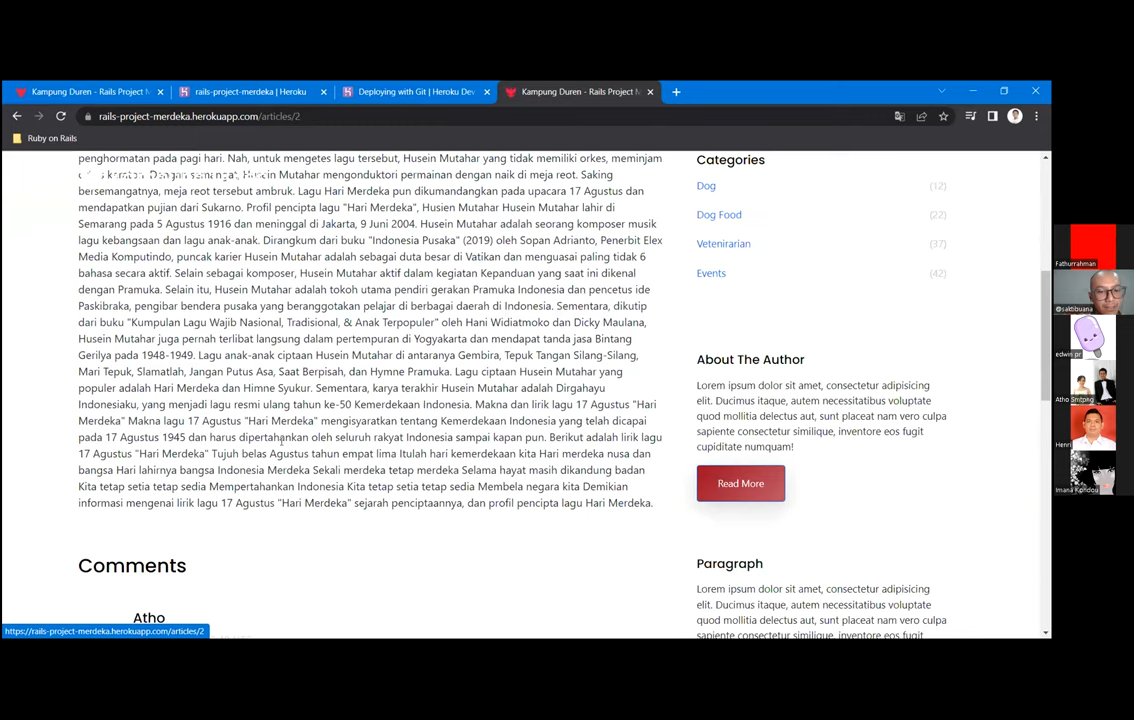 Kampung Duren - Rails Project M
rails-project-merdeka | Heroku
Deploying with Git | Heroku Dev
Kampung Duren - Rails Project M
rails-project-merdeka.herokuapp.com/articles/2
Ruby on Rails
penghormatan pada pagi hari. Nah, untuk mengetes lagu tersebut, Husein Mutahar yang tidak memiliki orkes, meminjam
Husein Mutahar mengonduktori permainan dengan naik di meja reot. Saking
bersemangatnya, meja reot tersebut ambruk. Lagu Hari Merdeka pun dikumandangkan pada upacara 17 Agustus dan
mendapatkan pujian dari Sukarno. Profil pencipta lagu "Hari Merdeka", Husien Mutahar Husein Mutahar lahir di
Semarang pada 5 Agustus 1916 dan meninggal di Jakarta, 9 Juni 2004. Husein Mutahar adalah seorang komposer musik
lagu kebangsaan dan lagu anak-anak. Dirangkum dari buku "Indonesia Pusaka" (2019) oleh Sopan Adrianto, Penerbit Elex
Media Komputindo, puncak karier Husein Mutahar adalah sebagai duta besar di Vatikan dan menguasai paling tidak 6
bahasa secara aktif. Selain sebagai komposer, Husein Mutahar aktif dalam kegiatan Kepanduan yang saat ini dikenal
dengan Pramuka. Selain itu, Husein Mutahar adalah tokoh utama pendiri gerakan Pramuka Indonesia dan pencetus ide
Paskibraka, pengibar bendera pusaka yang beranggotakan pelajar di berbagai daerah di Indonesia. Sementara, dikutip
dari buku "Kumpulan Lagu Wajib Nasional, Tradisional, & Anak Terpopuler" oleh Hani Widiatmoko dan Dicky Maulana,
Husein Mutahar juga pernah terlibat langsung dalam pertempuran di Yogyakarta dan mendapat tanda jasa Bintang
Gerilya pada 1948-1949. Lagu anak-anak ciptaan Husein Mutahar di antaranya Gembira, Tepuk Tangan Silang-Silang,
Mari Tepuk, Slamatlah, Jangan Putus Asa, Saat Berpisah, dan Hymne Pramuka. Lagu ciptaan Husein Mutahar yang
populer adalah Hari Merdeka dan Himne Syukur. Sementara, karya terakhir Husein Mutahar adalah Dirgahayu
Indonesiaku, yang menjadi lagu resmi ulang tahun ke-50 Kemerdekaan Indonesia. Makna dan lirik lagu 17 Agustus "Hari
Merdeka" Makna lagu 17 Agustus "Hari Merdeka" mengisyaratkan tentang Kemerdekaan Indonesia yang telah dicapai
pada 17 Agustus 1945 dan harus dipertahankan oleh seluruh rakyat Indonesia sampai kapan pun. Berikut adalah lirik lagu
17 Agustus "Hari Merdeka" Tujuh belas Agustus tahun empat lima Itulah hari kemerdekaan kita Hari merdeka nusa dan
bangsa Hari lahirnya bangsa Indonesia Merdeka Sekali merdeka tetap merdeka Selama hayat masih dikandung badan
Kita tetap setia tetap sedia Mempertahankan Indonesia Kita tetap setia tetap sedia Membela negara kita Demikian
informasi mengenai lirik lagu 17 Agustus "Hari Merdeka" sejarah penciptaannya, dan profil pencipta lagu Hari Merdeka.
Comments
Atho
https://rails-project-merdeka.herokuapp.com/articles/2
Categories
Dog (12)
Dog Food (22)
Vetenirarian (37)
Events (42)
About The Author
Lorem ipsum dolor sit amet, consectetur adipisicing
elit. Ducimus itaque, autem necessitatibus voluptate
quod mollitia delectus aut, sunt placeat nam vero culpa
sapiente consectetur similique, inventore eos fugit
cupiditate numquam!
Read More
Paragraph
Lorem ipsum dolor sit amet, consectetur adipisicing
elit. Ducimus itaque, autem necessitatibus voluptate
quod mollitia delectus aut, sunt placeat nam vero culpa
sapiente consectetur similique, inventore eos fugit
Fathurrahman
@saktibuana
edwin pr
Atho Smtpng
Henri
Imana Kondou